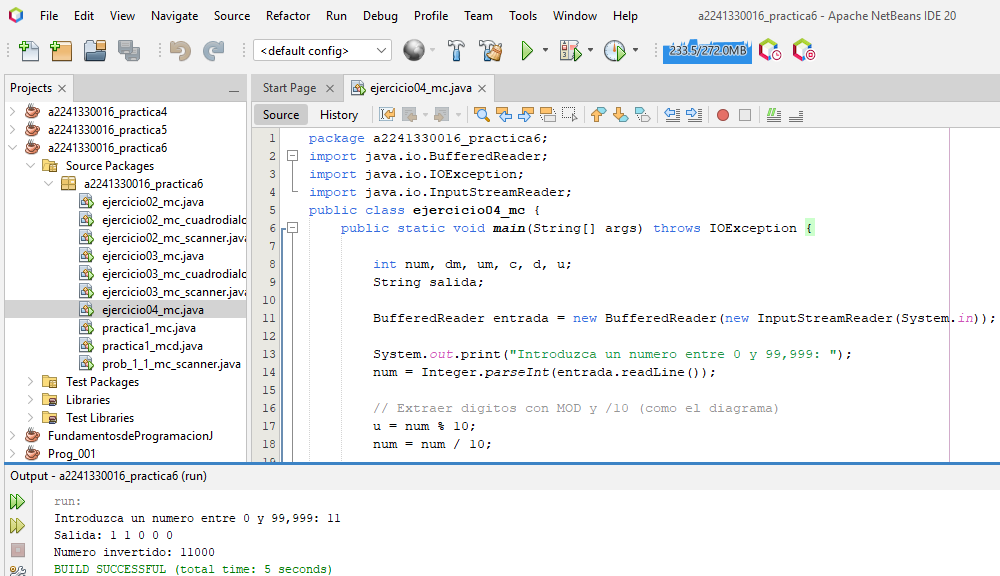 File Edit View Navigate Source Refactor Run Debug Profile Team Tools Window Help a2241330016_practica6 - Apache NetBeans IDE 20
<default config> 233.5/272.0MB
Projects
Start Page ejercicio04_mc.java
a2241330016_practica4
a2241330016_practica5
a2241330016_practica6
Source Packages
a2241330016_practica6
ejercicio02_mc.java
ejercicio02_mc_cuadrodialo
ejercicio02_mc_scanner.java
ejercicio03_mc.java
ejercicio03_mc_cuadrodialo
ejercicio03_mc_scanner.java
ejercicio04_mc.java
practica1_mc.java
practica1_mcd.java
prob_1_1_mc_scanner.java
Test Packages
Libraries
Test Libraries
FundamentosdeProgramacionJ
Prog_001
Source History
1 package a2241330016_practica6;
2 import java.io.BufferedReader;
3 import java.io.IOException;
4 import java.io.InputStreamReader;
5 public class ejercicio04_mc {
6 public static void main(String[] args) throws IOException {
7
8 int num, dm, um, c, d, u;
9 String salida;
10
11 BufferedReader entrada = new BufferedReader(new InputStreamReader(System.in));
12
13 System.out.print("Introduzca un numero entre 0 y 99,999: ");
14 num = Integer.parseInt(entrada.readLine());
15
16 // Extraer digitos con MOD y /10 (como el diagrama)
17 u = num % 10;
18 num = num / 10;
19
Output - a2241330016_practica6 (run)
run:
Introduzca un numero entre 0 y 99,999: 11
Salida: 1 1 0 0 0
Numero invertido: 11000
BUILD SUCCESSFUL (total time: 5 seconds)